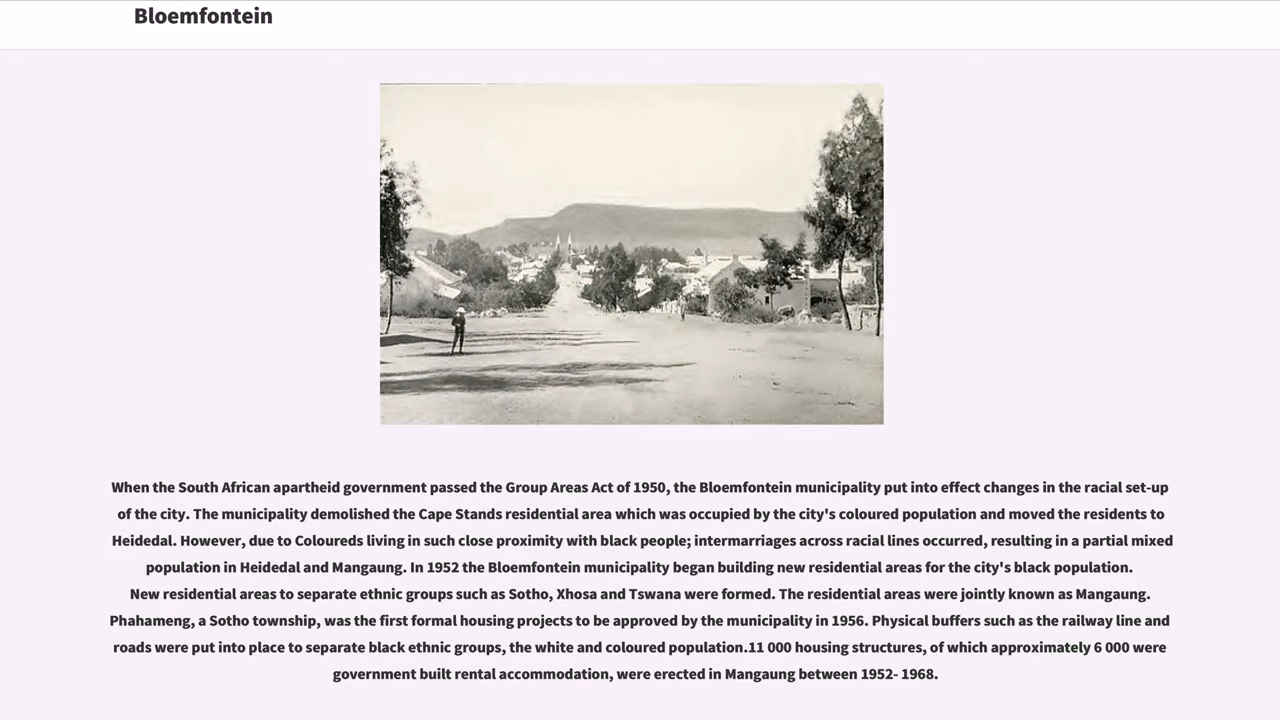 Bloemfontein
When the South African apartheid government passed the Group Areas Act of 1950, the Bloemfontein municipality put into effect changes in the racial set-up
of the city. The municipality demolished the Cape Stands residential area which was occupied by the city's coloured population and moved the residents to
Heidedal. However, due to Coloureds living in such close proximity with black people; intermarriages across racial lines occurred, resulting in a partial mixed
population in Heidedal and Mangaung. In 1952 the Bloemfontein municipality began building new residential areas for the city's black population.
New residential areas to separate ethnic groups such as Sotho, Xhosa and Tswana were formed. The residential areas were jointly known as Mangaung.
Phahameng, a Sotho township, was the first formal housing projects to be approved by the municipality in 1956. Physical buffers such as the railway line and
roads were put into place to separate black ethnic groups, the white and coloured population.11 000 housing structures, of which approximately 6 000 were
government built rental accommodation, were erected in Mangaung between 1952- 1968.